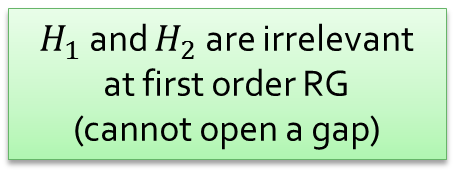 H₁ and H₂ are irrelevant
at first order RG
(cannot open a gap)